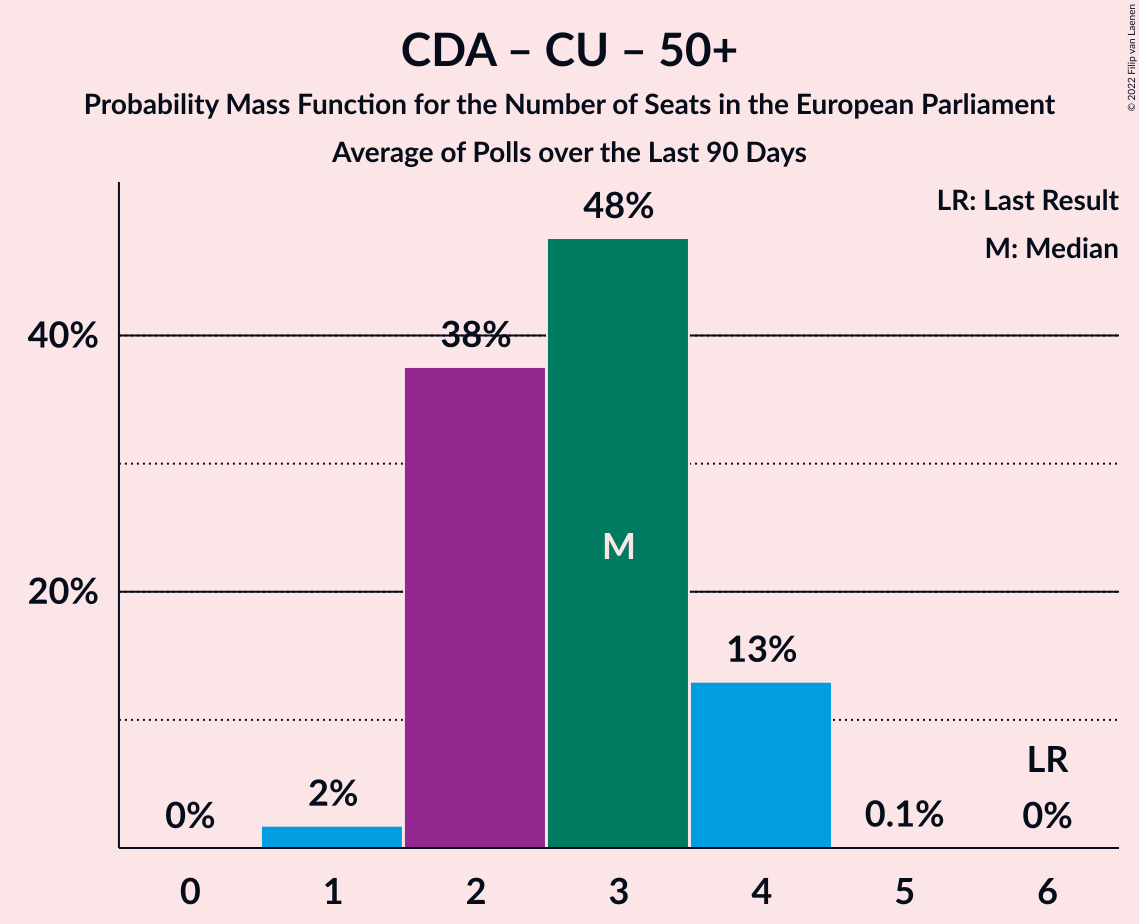 CDA – CU – 50+
Probability Mass Function for the Number of Seats in the European Parliament
Average of Polls over the Last 90 Days
© 2022 Filip van Laenen
LR: Last Result
M: Median
48%
40%
38%
M
20%
13%
LR
0%
2%
0.1%
0%
0
1
2
3
4
5
6